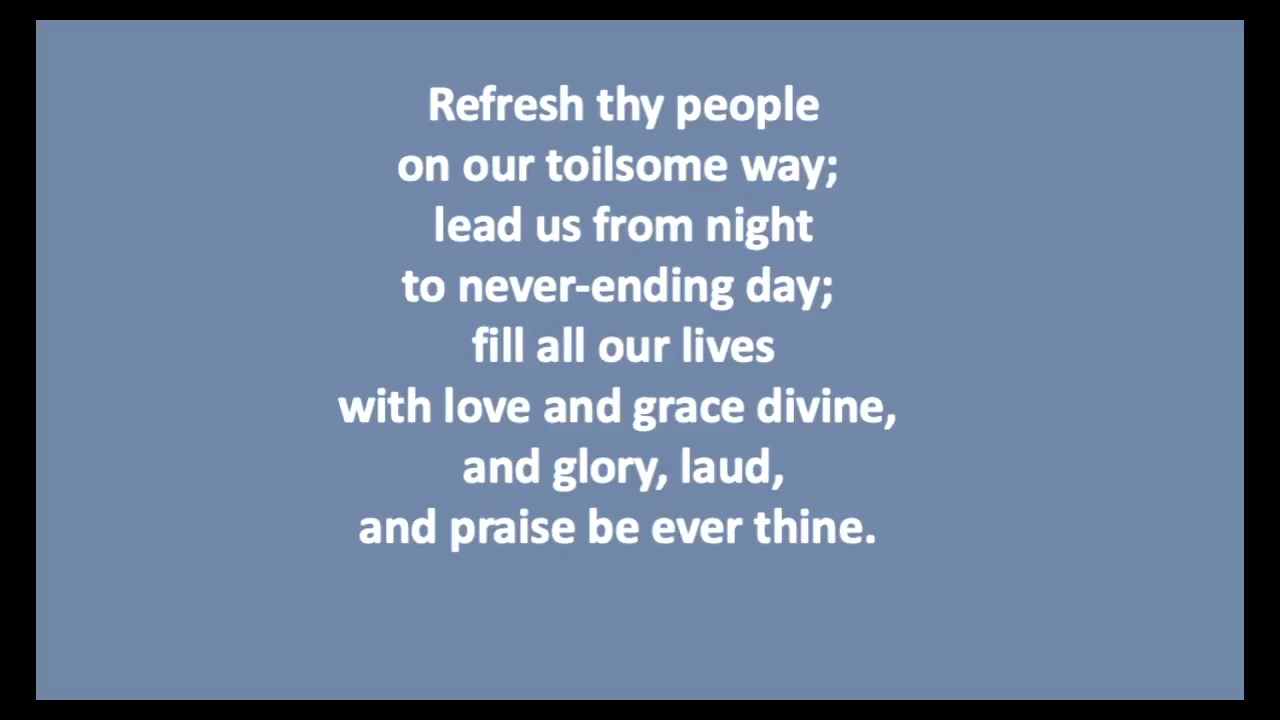 Refresh thy people
on our toilsome way;
lead us from night
to never-ending day;
fill all our lives
with love and grace divine,
and glory, laud,
and praise be ever thine.